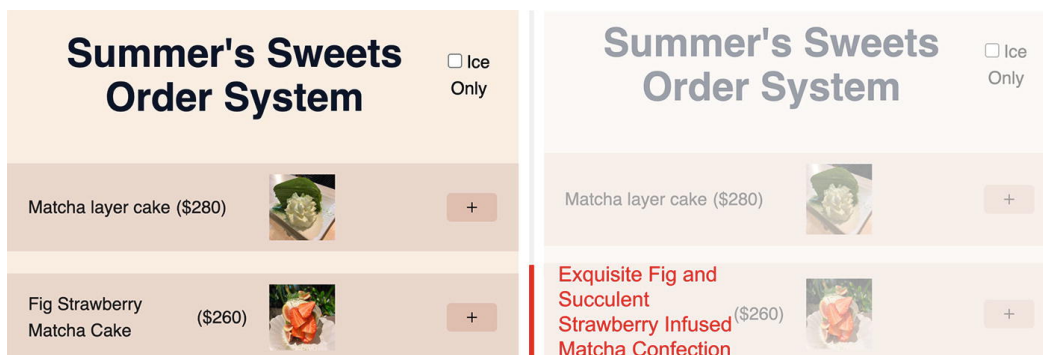 Summer's Sweets
Order System
Ice
Only
Matcha layer cake ($280)
+
Fig Strawberry
Matcha Cake
($260)
+
Summer's Sweets
Order System
Ice
Only
Matcha layer cake ($280)
+
Exquisite Fig and
Succulent
Strawberry Infused
Matcha Confection
($260)
+